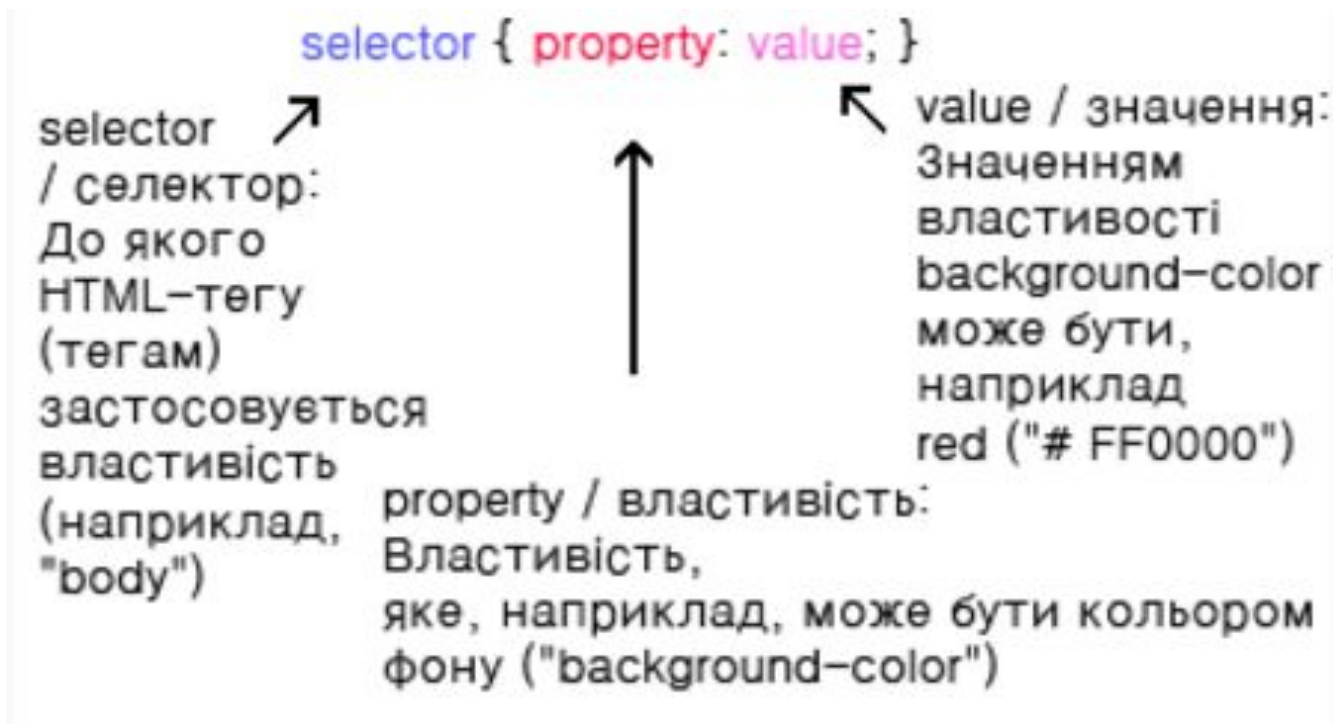 selector { property: value; }
selector
/ селектор:
До якого
HTML-тегу
(тегам)
застосовується
властивість
(наприклад,
"body")
property / властивість:
Властивість,
яке, наприклад, може бути кольором
фону ("background-color")
value / значення:
Значенням
властивості
background-color
може бути,
наприклад
red ("# FF0000")